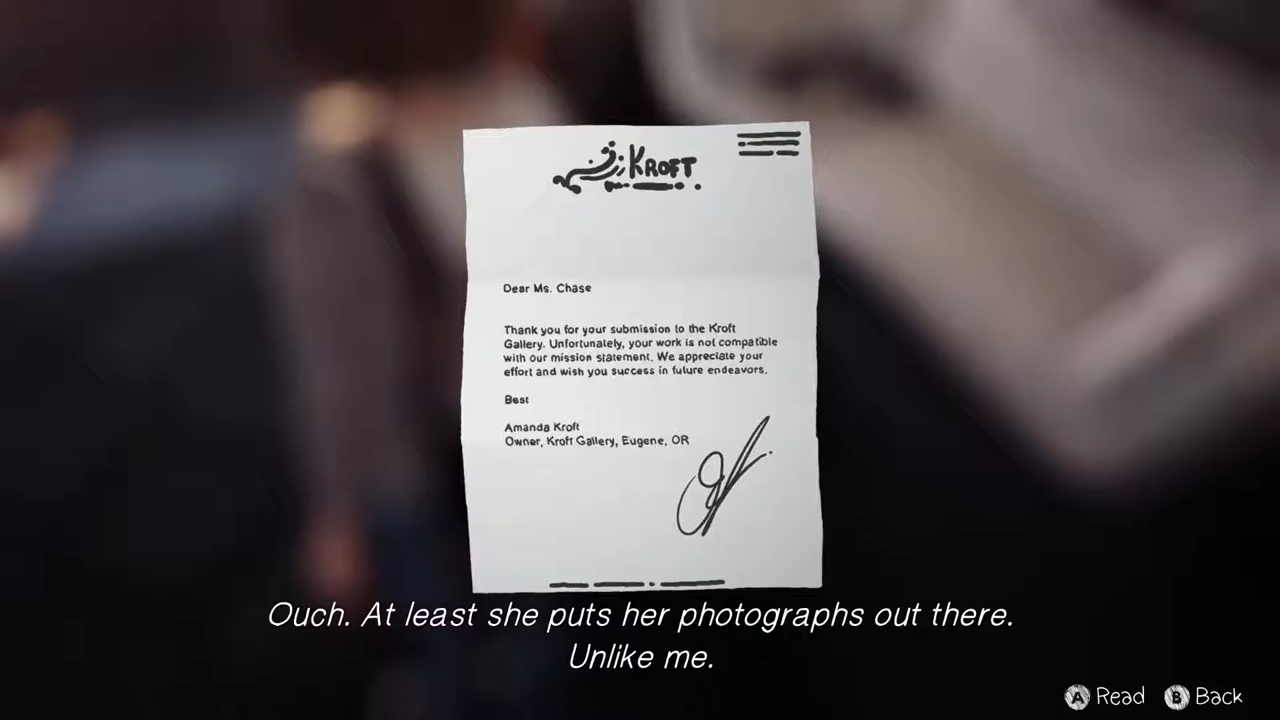 KROFT
Dear Ms. Chase
Thank you for your submission to the Kroft
Gallery. Unfortunately, your work is not compatible
with our mission statement. We appreciate your
effort and wish you success in future endeavors.
Best
Amanda Kroft
Owner, Kroft Gallery, Eugene, OR
Ouch. At least she puts her photographs out there.
Unlike me.
A Read B Back